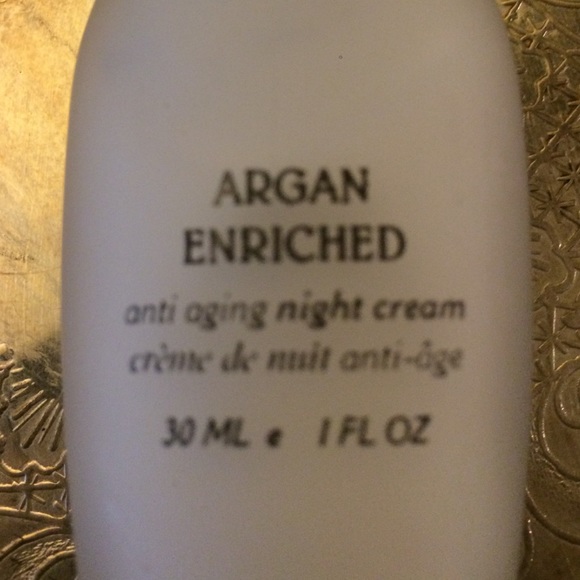 ARGAN
ENRICHED
anti aging night cream
crème de nuit anti-âge
30 ML e 1 FL OZ